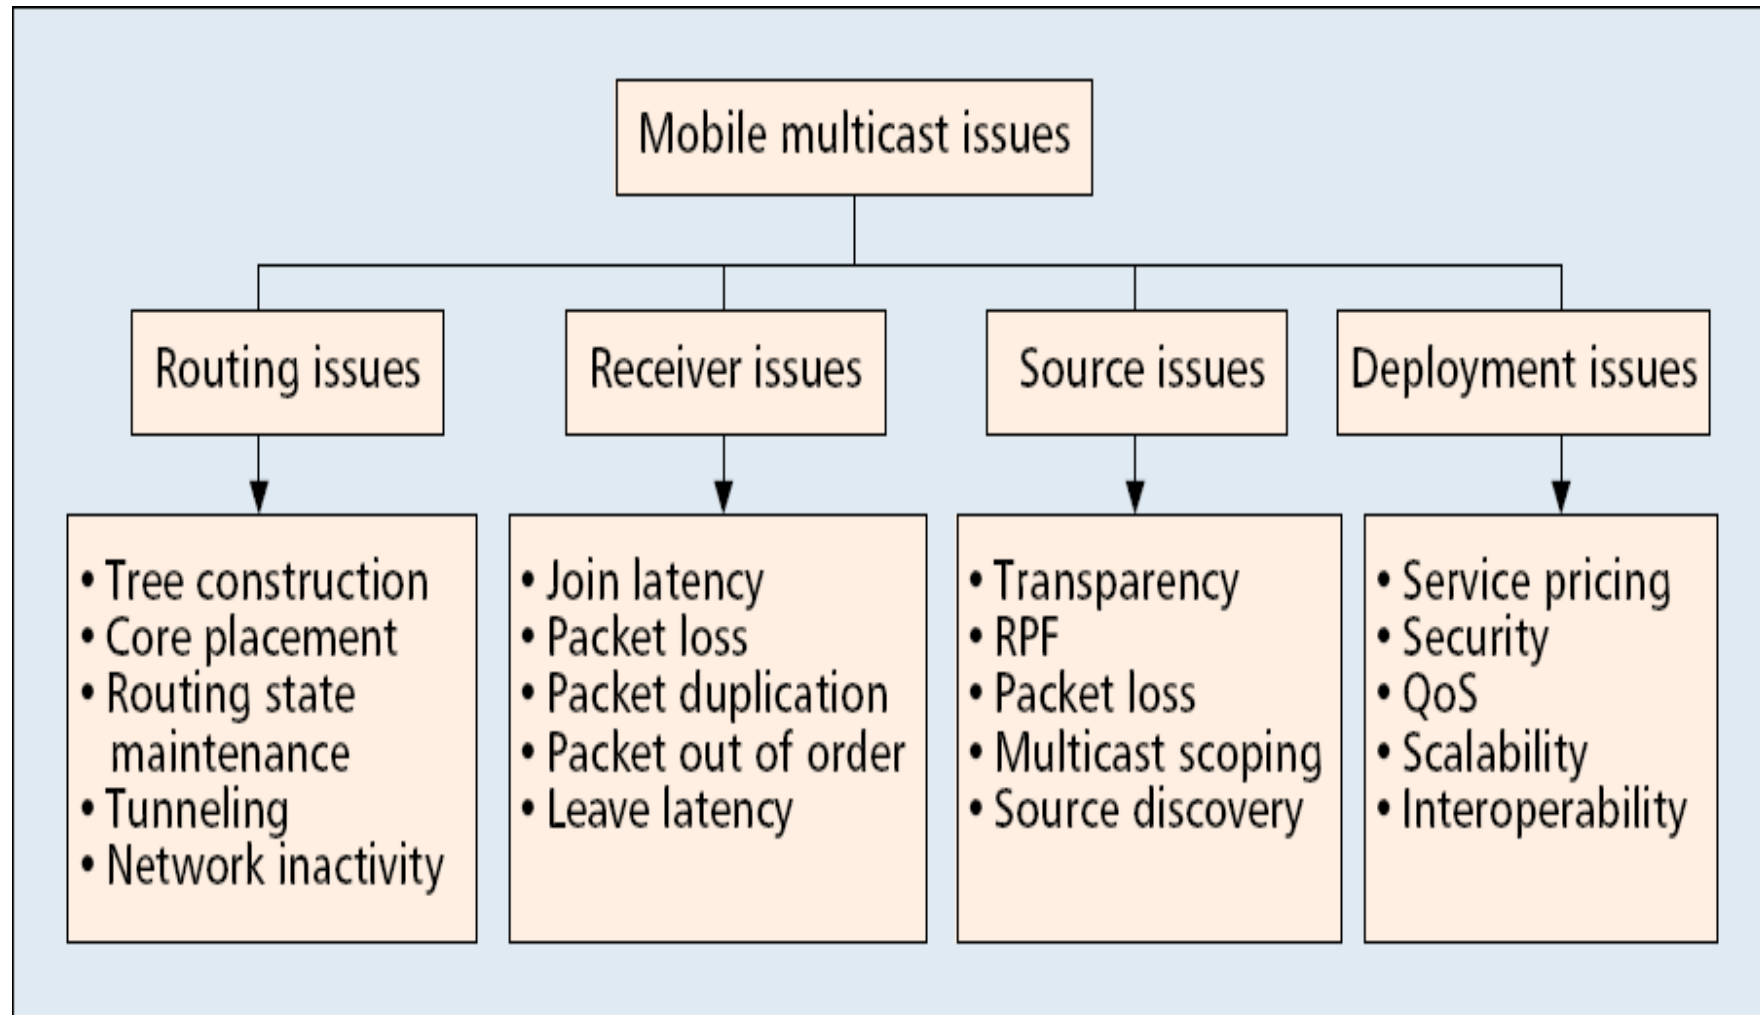 Mobile multicast issues
Routing issues
Receiver issues
Source issues
Deployment issues
• Tree construction
• Core placement
• Routing state
maintenance
• Tunneling
• Network inactivity
• Join latency
• Packet loss
• Packet duplication
• Packet out of order
• Leave latency
• Transparency
• RPF
• Packet loss
• Multicast scoping
• Source discovery
• Service pricing
• Security
• QoS
• Scalability
• Interoperability